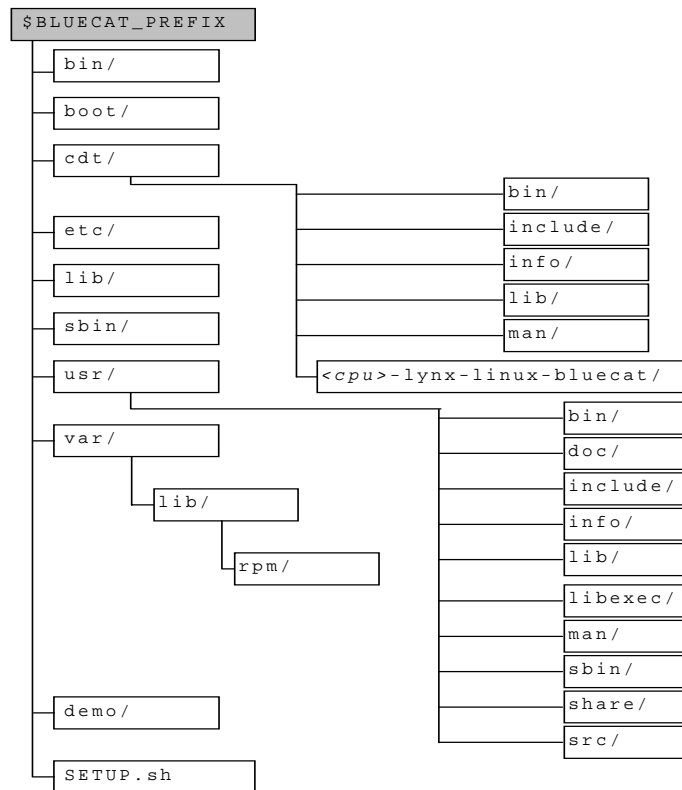 $BLUECAT_PREFIX
bin/
boot/
cdt/
bin/
include/
info/
lib/
man/
<cpu>-lynx-linux-bluecat/
etc/
lib/
sbin/
usr/
bin/
doc/
include/
info/
lib/
libexec/
man/
sbin/
share/
src/
var/
lib/
rpm/
demo/
SETUP.sh